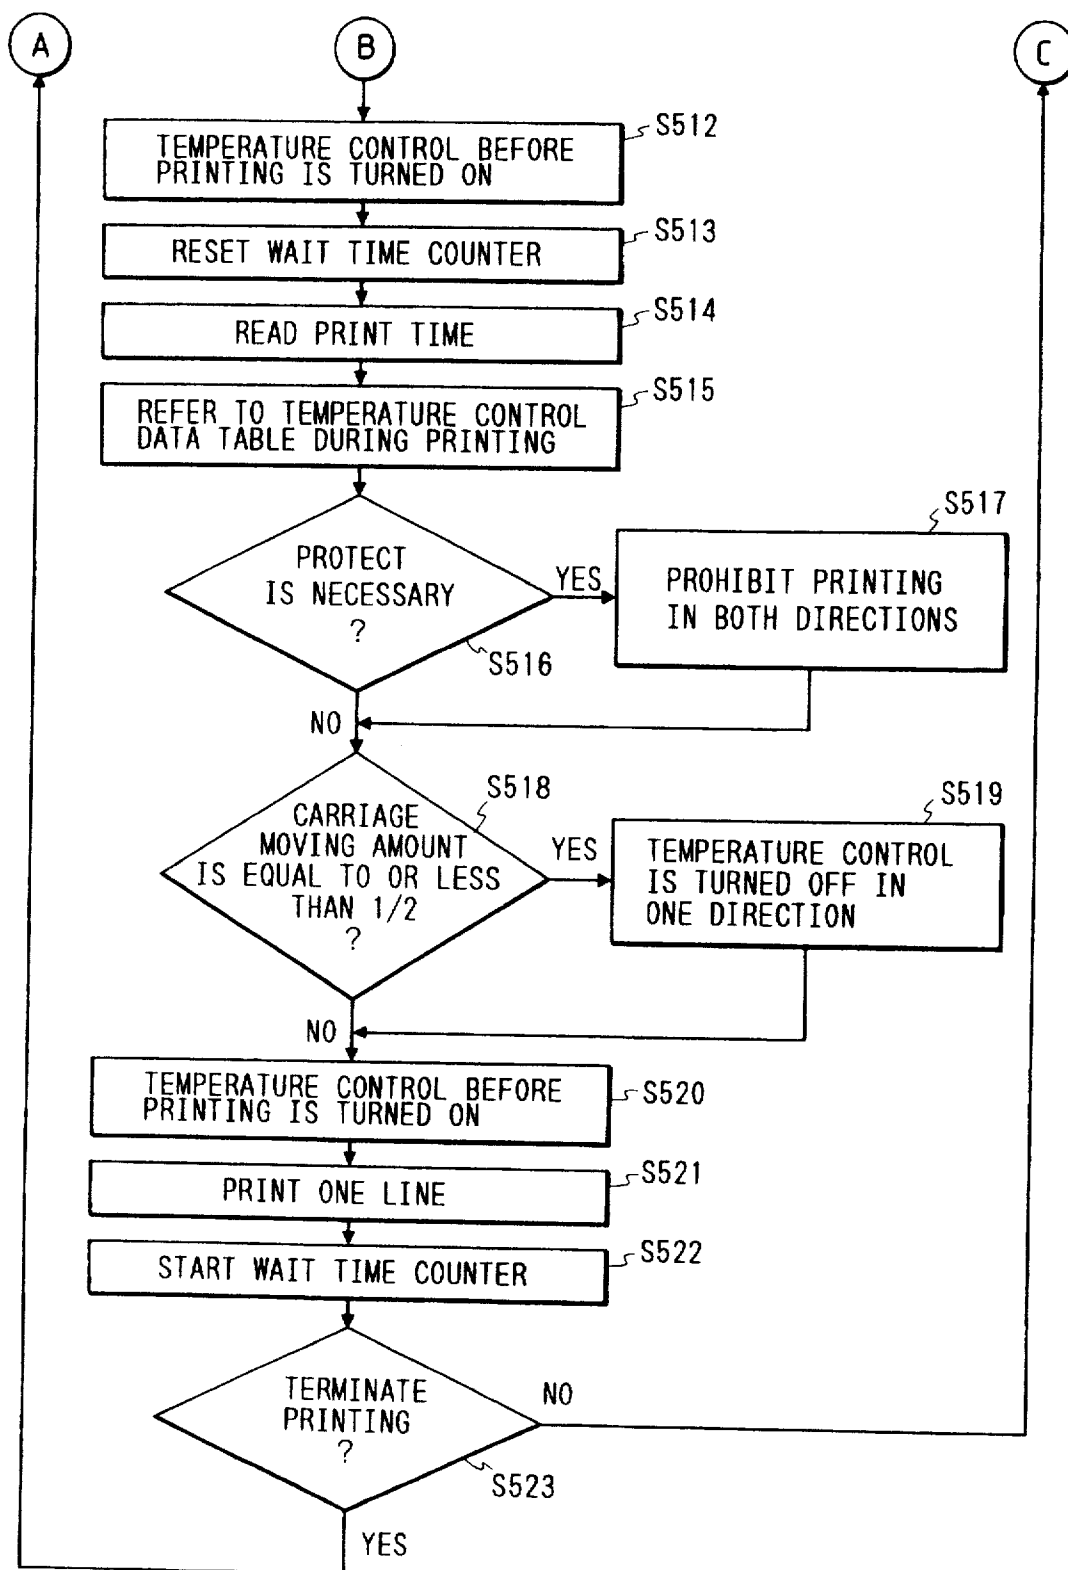 A
B
C
S512
TEMPERATURE CONTROL BEFORE
PRINTING IS TURNED ON
S513
RESET WAIT TIME COUNTER
S514
READ PRINT TIME
S515
REFER TO TEMPERATURE CONTROL
DATA TABLE DURING PRINTING
S517
PROTECT
IS NECESSARY
?
YES
PROHIBIT PRINTING
IN BOTH DIRECTIONS
S516
NO
S518
S519
CARRIAGE
MOVING AMOUNT
IS EQUAL TO OR LESS
THAN 1/2
?
YES
TEMPERATURE CONTROL
IS TURNED OFF IN
ONE DIRECTION
NO
TEMPERATURE CONTROL BEFORE
PRINTING IS TURNED ON
S520
S521
PRINT ONE LINE
S522
START WAIT TIME COUNTER
TERMINATE
PRINTING
?
NO
S523
YES